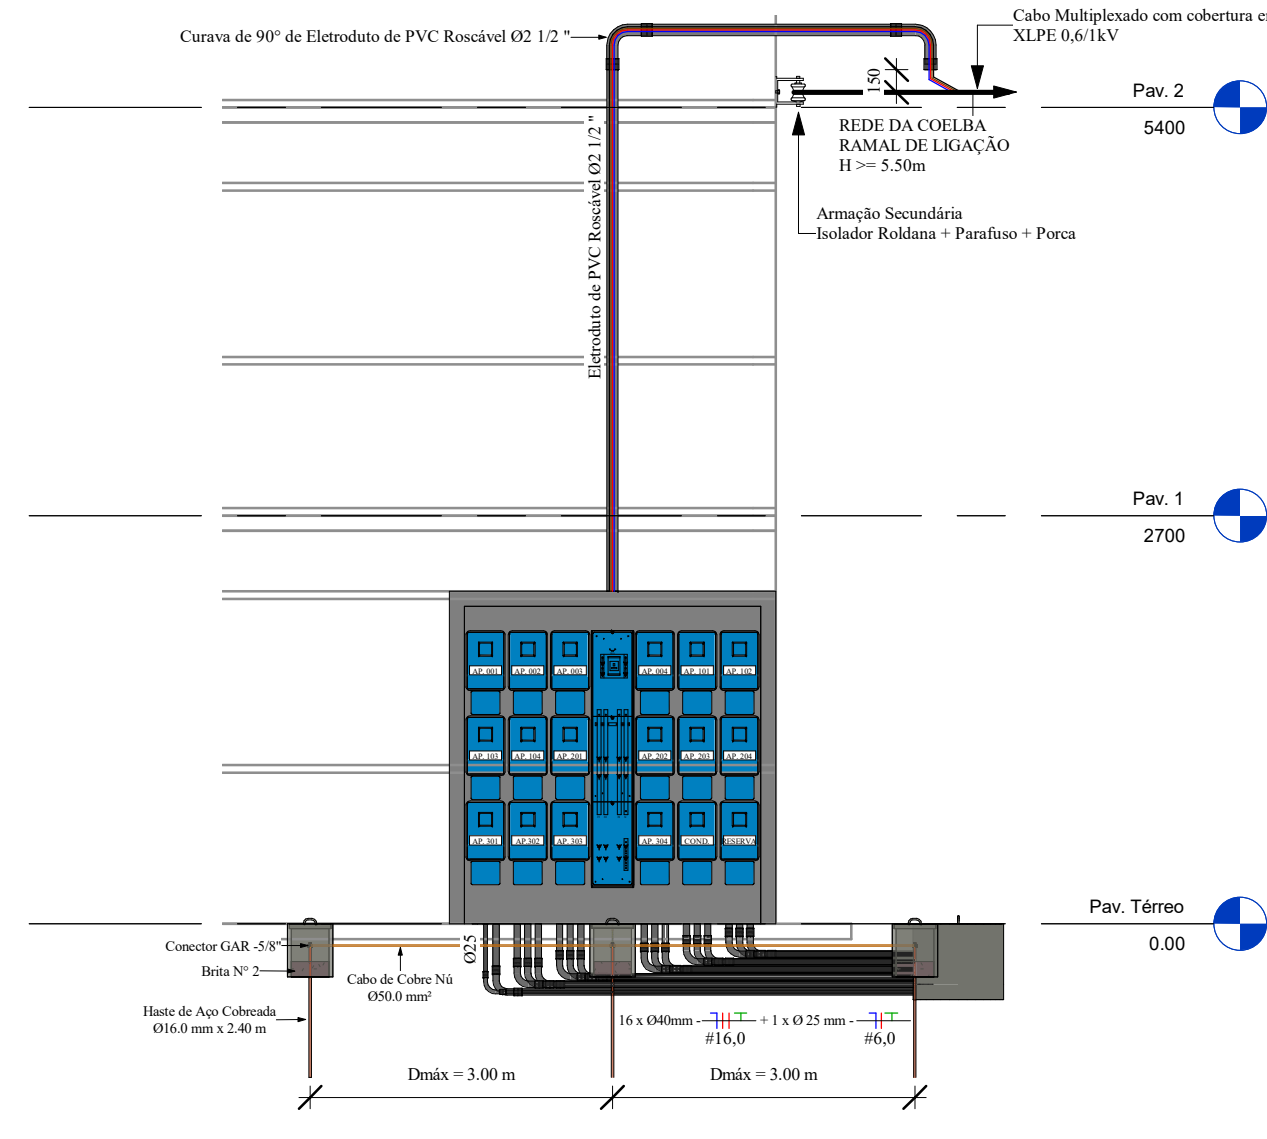 Curava de 90° de Eletroduto de PVC Roscável Ø2 1/2 "
Cabo Multiplexado com cobertura
XLPE 0,6/1kV
150
Pav. 2
5400
REDE DA COELBA
RAMAL DE LIGAÇÃO
H >= 5.50m
Eletroduto de PVC Roscável Ø2 1/2 "
Armação Secundária
Isolador Roldana + Parafuso + Porca
Pav. 1
2700
AP. 001
AP. 002
AP. 003
AP. 004
AP. 101
AP. 102
AP. 103
AP. 104
AP. 201
AP. 202
AP. 203
AP. 204
AP. 301
AP.302
AP. 303
AP. 304
COND.
RESERVA
Pav. Térreo
0.00
Conector GAR -5/8"
Brita N° 2
Ø25
Cabo de Cobre Nú
Ø50.0 mm²
Haste de Aço Cobreada
Ø16.0 mm x 2.40 m
16 x Ø40mm - + 1 x Ø 25 mm -
#16,0 #6,0
Dmáx = 3.00 m
Dmáx = 3.00 m